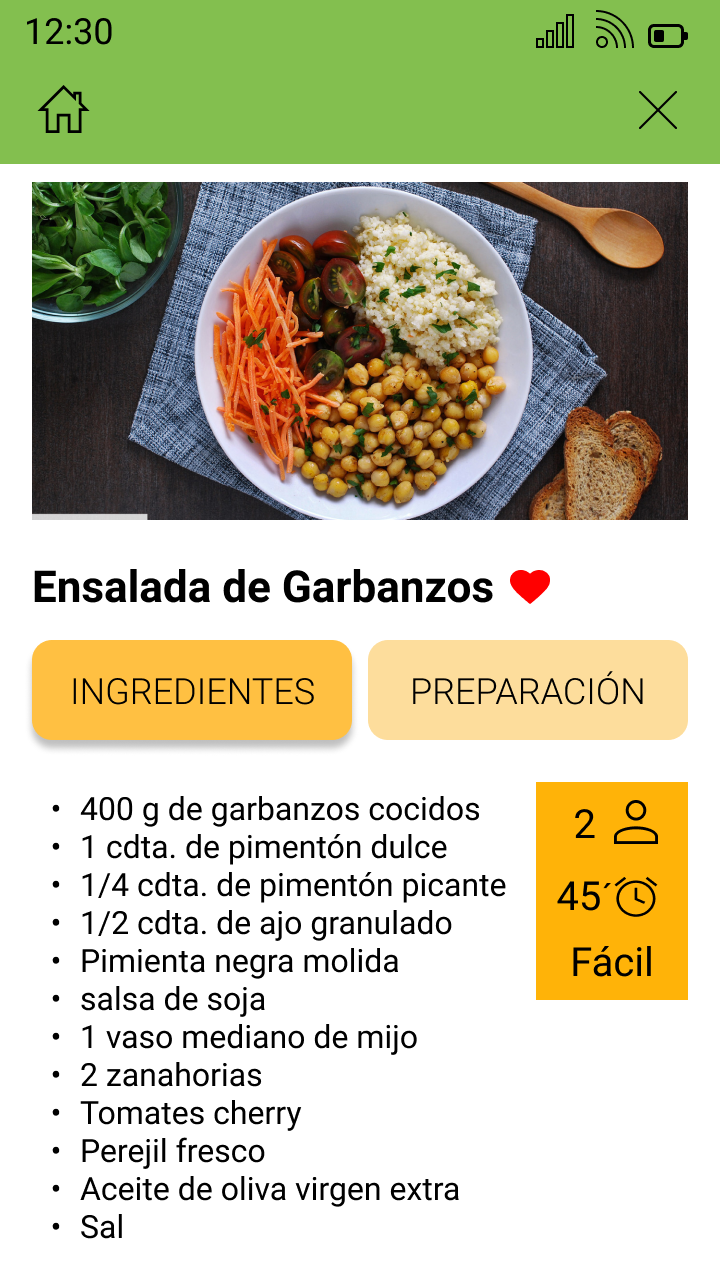 12:30
Ensalada de Garbanzos
INGREDIENTES
PREPARACIÓN
• 400 g de garbanzos cocidos
• 1 cdta. de pimentón dulce
• 1/4 cdta. de pimentón picante
• 1/2 cdta. de ajo granulado
• Pimienta negra molida
• salsa de soja
• 1 vaso mediano de mijo
• 2 zanahorias
• Tomates cherry
• Perejil fresco
• Aceite de oliva virgen extra
• Sal
2
45´
Fácil